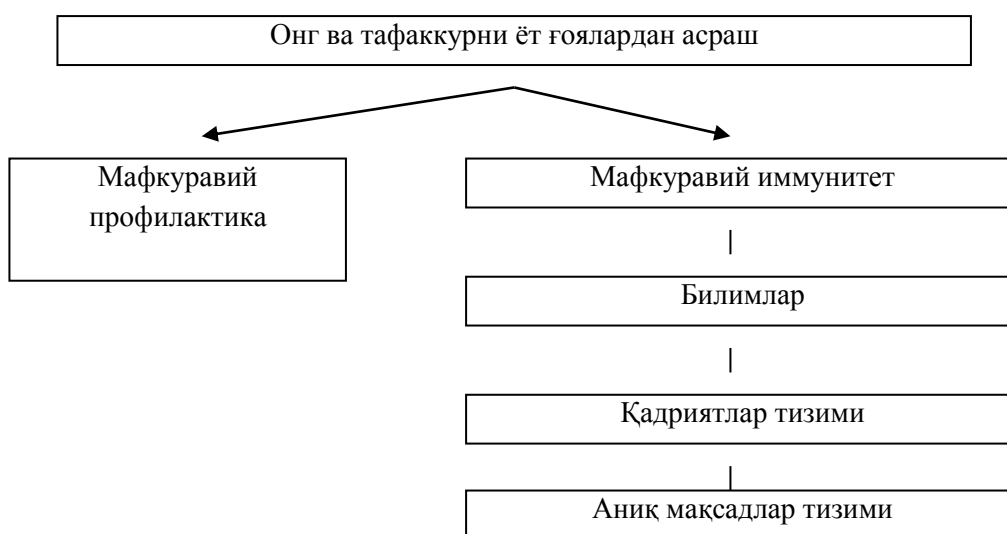 Онг ва тафаккурни ёт ғоялардан асраш
Мафкуравий
профилактика
Мафкуравий иммунитет
Билимлар
Қадриятлар тизими
Аниқ мақсадлар тизими